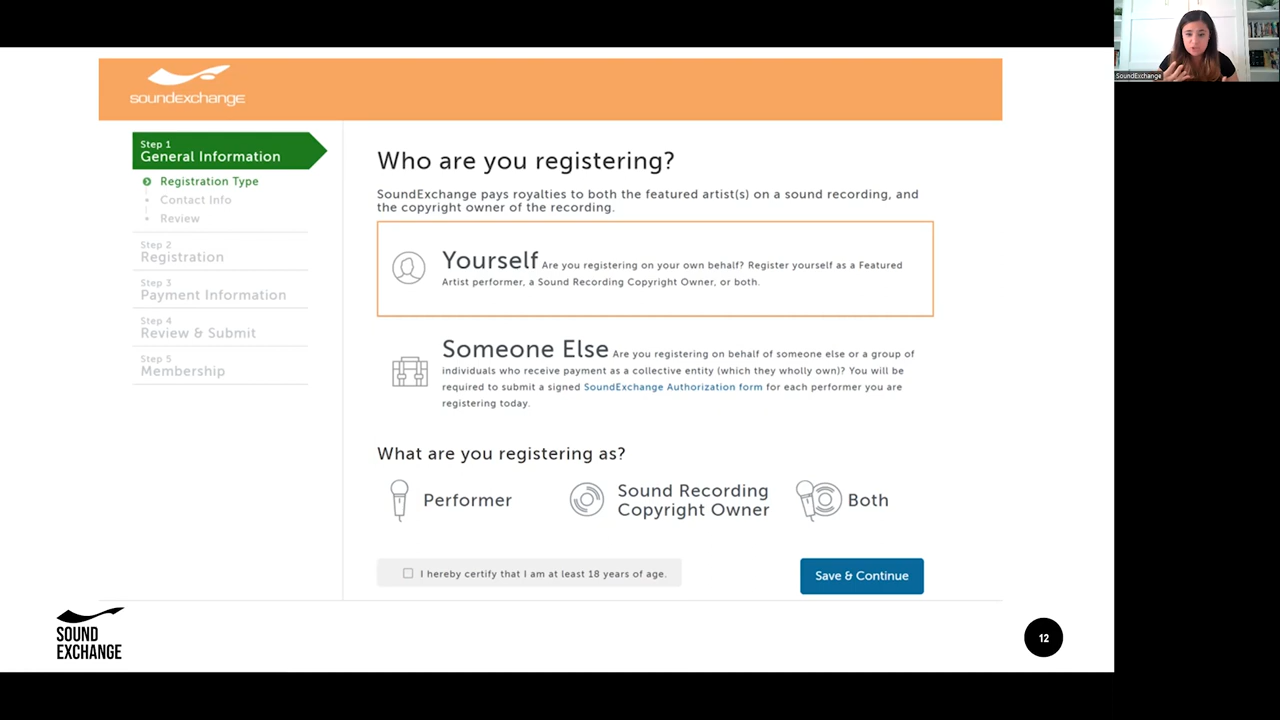 soundexchange
Step 1
General Information
Registration Type
Contact Info
Review
Step 2
Registration
Step 3
Payment Information
Step 4
Review & Submit
Step 5
Membership
Who are you registering?
SoundExchange pays royalties to both the featured artist(s) on a sound recording, and
the copyright owner of the recording.
Yourself Are you registering on your own behalf? Register yourself as a Featured
Artist performer, a Sound Recording Copyright Owner, or both.
Someone Else Are you registering on behalf of someone else or a group of
individuals who receive payment as a collective entity (which they wholly own)? You will be
required to submit a signed SoundExchange Authorization form for each performer you are
registering today.
What are you registering as?
Performer
Sound Recording
Copyright Owner
Both
I hereby certify that I am at least 18 years of age.
Save & Continue
SOUND
EXCHANGE
12
SoundExchange